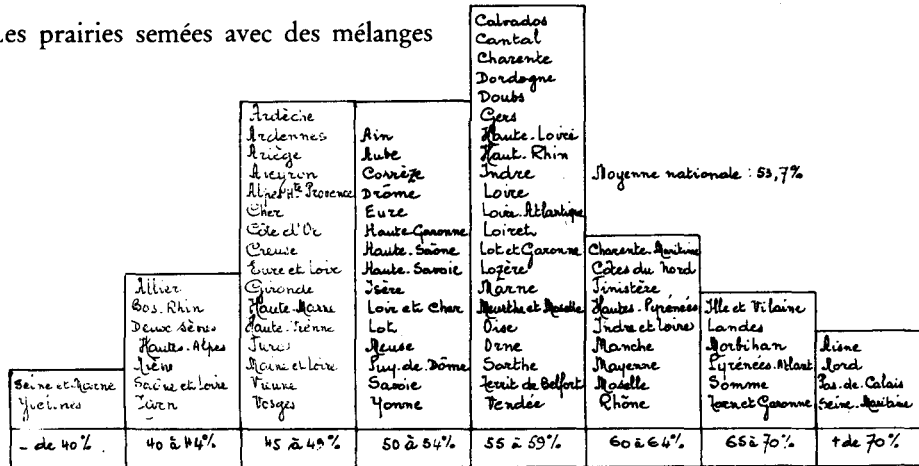 Les prairies semées avec des mélanges
Seine et Marne
Yvelines
- de 40%
Allier
Bas. Rhin
Deux sèvres
Hautes. Alpes
Nièvre
Saône et Loire
Tarn
40 à 44%
Ardèche
Ardennes
Ariège
Aveyron
Alpes Hte Provence
Cher
Côte d'Or
Creuse
Eure et Loir
Gironde
Haute. Marne
Haute. Vienne
Jura
Maine et Loire
Vienne
Vosges
45 à 49%
Ain
Aube
Corrèze
Drôme
Eure
Haute Garonne
Haute. Saône
Haute. Savoie
Isère
Loir et Cher
Lot
Meuse
Puy. de Dôme
Savoie
Yonne
50 à 54%
Calvados
Cantal
Charente
Dordogne
Doubs
Gers
Haute. Loire
Haut. Rhin
Indre
Loire
Loire. Atlantique
Loiret
Lot et Garonne
Lozère
Marne
Meurthe et Moselle
Oise
Orne
Sarthe
Territ de Belfort
Vendée
55 à 59%
Moyenne nationale : 53,7%
Charente. Maritime
Côtes du Nord
Finistère
Hautes. Pyrénées
Indre et Loire
Manche
Mayenne
Moselle
Rhône
60 à 64%
Ille et Vilaine
Landes
Morbihan
Pyrénées. Atlant
Somme
Tarn et Garonne
65 à 70%
Aisne
Nord
Pas. de. Calais
Seine. Maritime
+ de 70%